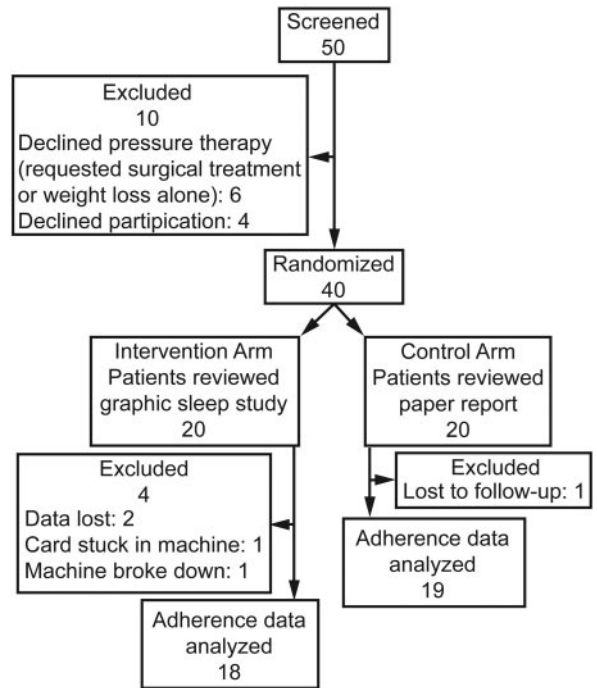 Screened
50
Excluded
10
Declined pressure therapy
(requested surgical treatment
or weight loss alone): 6
Declined partipication: 4
Randomized
40
Intervention Arm
Patients reviewed
graphic sleep study
20
Control Arm
Patients reviewed
paper report
20
Excluded
4
Data lost: 2
Card stuck in machine: 1
Machine broke down: 1
Excluded
Lost to follow-up: 1
Adherence data
analyzed
18
Adherence data
analyzed
19